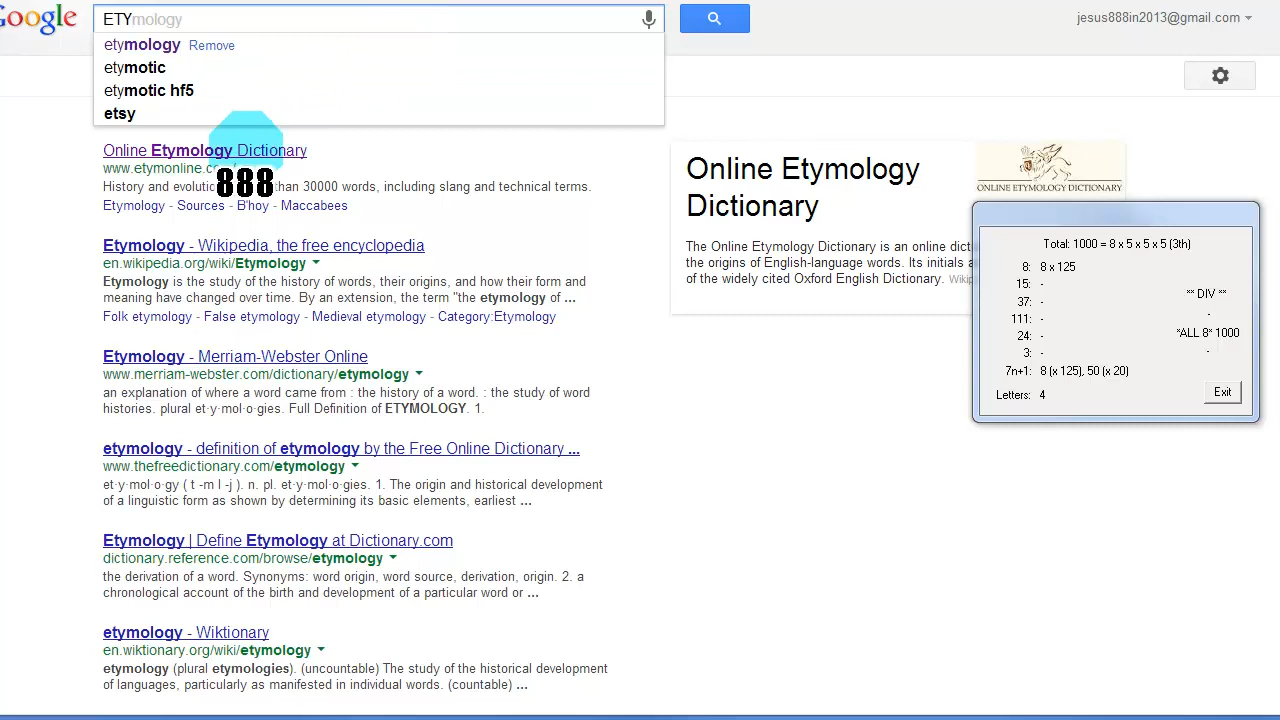 Google
ETYmology
jesus888in2013@gmail.com
etymology Remove
etymotic
etymotic hf5
etsy
Online Etymology Dictionary
www.etymonline.c
888
History and evolutic than 30000 words, including slang and technical terms.
Etymology - Sources - B'hoy - Maccabees
Etymology - Wikipedia, the free encyclopedia
en.wikipedia.org/wiki/Etymology
Etymology is the study of the history of words, their origins, and how their form and
meaning have changed over time. By an extension, the term "the etymology of ...
Folk etymology - False etymology - Medieval etymology - Category:Etymology
Etymology - Merriam-Webster Online
www.merriam-webster.com/dictionary/etymology
an explanation of where a word came from : the history of a word. : the study of word
histories. plural et·y·mol·o·gies. Full Definition of ETYMOLOGY. 1.
etymology - definition of etymology by the Free Online Dictionary ...
www.thefreedictionary.com/etymology
et·y·mol·o·gy ( t -m l -j ). n. pl. et·y·mol·o·gies. 1. The origin and historical development
of a linguistic form as shown by determining its basic elements, earliest ...
Etymology | Define Etymology at Dictionary.com
dictionary.reference.com/browse/etymology
the derivation of a word. Synonyms: word origin, word source, derivation, origin. 2. a
chronological account of the birth and development of a particular word or ...
etymology - Wiktionary
en.wiktionary.org/wiki/etymology
etymology (plural etymologies). (uncountable) The study of the historical development
of languages, particularly as manifested in individual words. (countable) ...
Online Etymology
Dictionary
ONLINE ETYMOLOGY DICTIONARY
The Online Etymology Dictionary is an online dictio
the origins of English-language words. Its initials a
of the widely cited Oxford English Dictionary. Wikip
Total: 1000 = 8 x 5 x 5 x 5 (3th)
8: 8 x 125
15: -
37: -
111: -
24: -
3: -
7n+1: 8 (x 125), 50 (x 20)
Letters: 4
** DIV **
-
*ALL 8* 1000
-
Exit